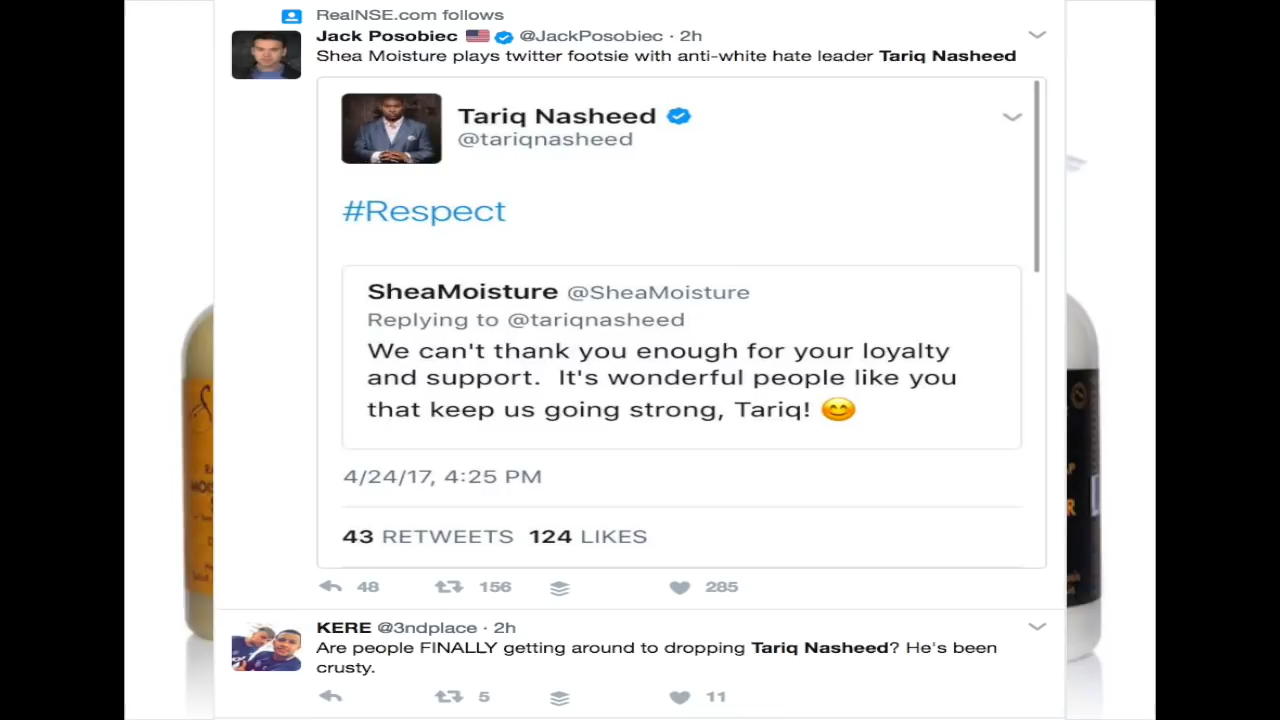 RealNSE.com follows
Jack Posobiec 🇺🇸 @JackPosobiec · 2h
Shea Moisture plays twitter footsie with anti-white hate leader Tariq Nasheed
Tariq Nasheed
@tariqnasheed
#Respect
SheaMoisture @SheaMoisture
Replying to @tariqnasheed
We can't thank you enough for your loyalty
and support. It's wonderful people like you
that keep us going strong, Tariq! 😊
4/24/17, 4:25 PM
43 RETWEETS 124 LIKES
48 156 285
KERE @3ndplace · 2h
Are people FINALLY getting around to dropping Tariq Nasheed? He's been
crusty.
5 11